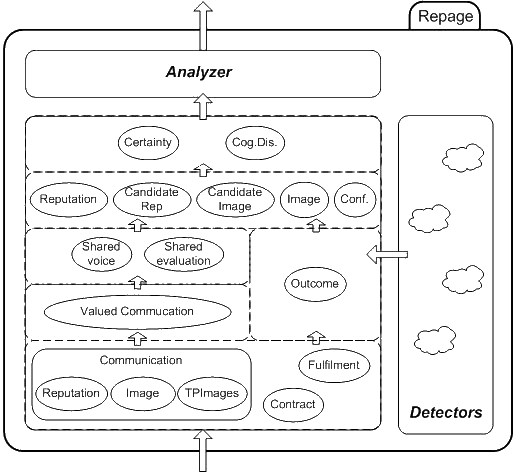 Repage
Analyzer
Certainty
Cog.Dis.
Reputation
Candidate
Rep
Candidate
Image
Image
Conf.
Shared
voice
Shared
evaluation
Outcome
Valued Commucation
Communication
Reputation
Image
TPImages
Fulfilment
Contract
Detectors